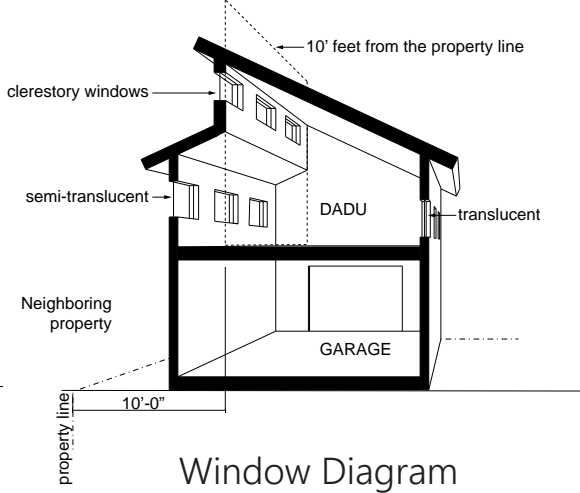 10' feet from the property line
clerestory windows
semi-translucent
DADU
translucent
Neighboring
property
GARAGE
10'-0"
property line
Window Diagram